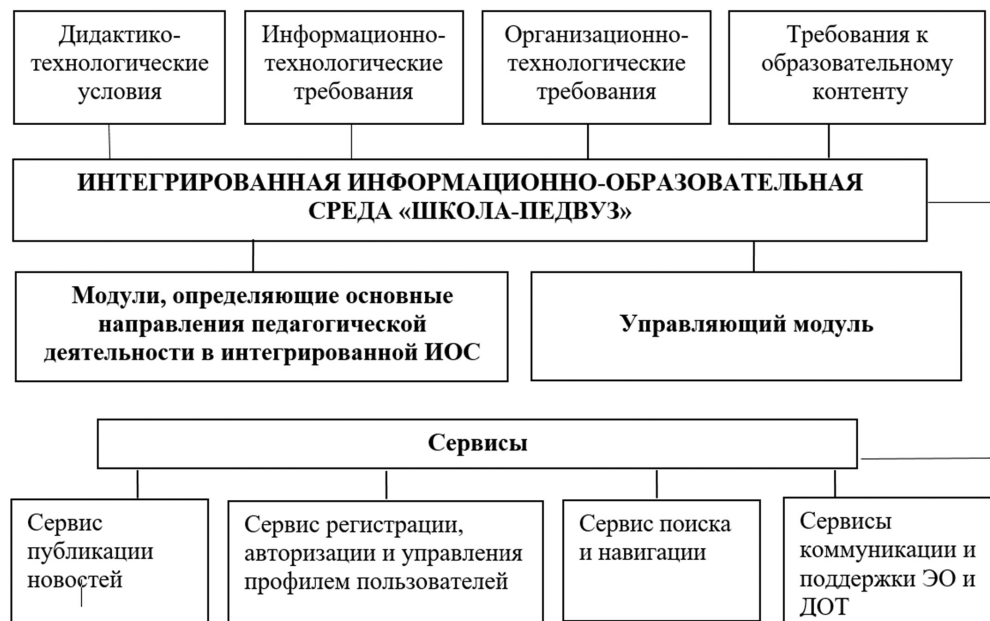 Дидактико-
технологические
условия
Информационно-
технологические
требования
Организационно-
технологические
требования
Требования к
образовательному
контенту
ИНТЕГРИРОВАННАЯ ИНФОРМАЦИОННО-ОБРАЗОВАТЕЛЬНАЯ
СРЕДА «ШКОЛА-ПЕДВУЗ»
Модули, определяющие основные
направления педагогической
деятельности в интегрированной ИОС
Управляющий модуль
Сервисы
Сервис
публикации
новостей
Сервис регистрации,
авторизации и управления
профилем пользователей
Сервис поиска
и навигации
Сервисы
коммуникации и
поддержки ЭО и
ДОТ